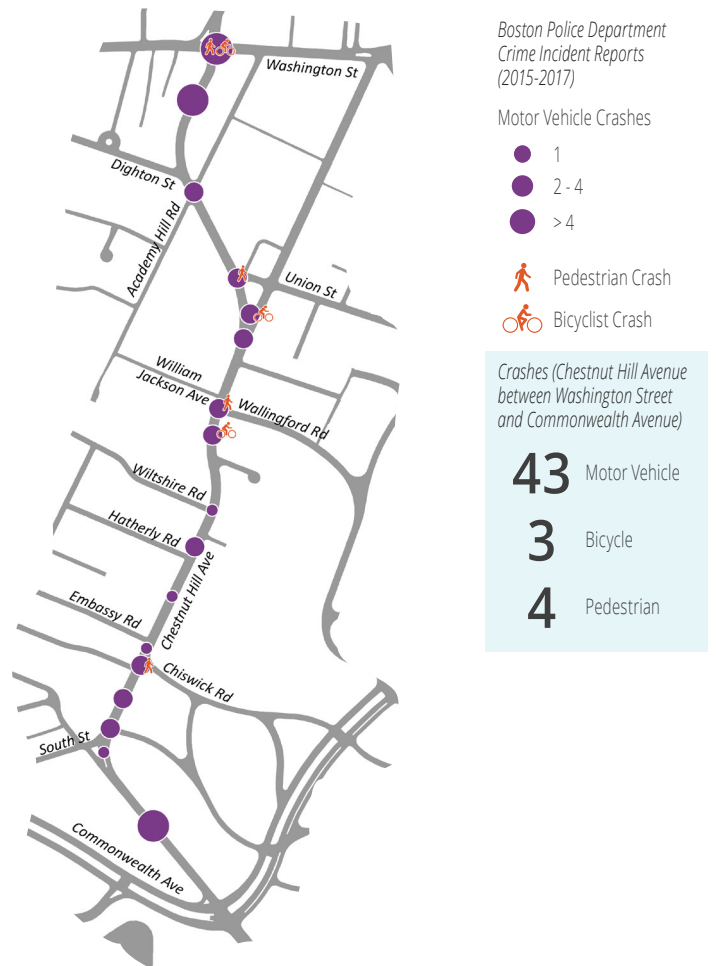 Washington St
Dighton St
Academy Hill Rd
Union St
William
Jackson Ave
Wallingford Rd
Wiltshire Rd
Hatherly Rd
Chestnut Hill Ave
Embassy Rd
Chiswick Rd
South St
Commonwealth Ave
Boston Police Department
Crime Incident Reports
(2015-2017)
Motor Vehicle Crashes
1
2 - 4
> 4
Pedestrian Crash
Bicyclist Crash
Crashes (Chestnut Hill Avenue
between Washington Street
and Commonwealth Avenue)
43 Motor Vehicle
3 Bicycle
4 Pedestrian